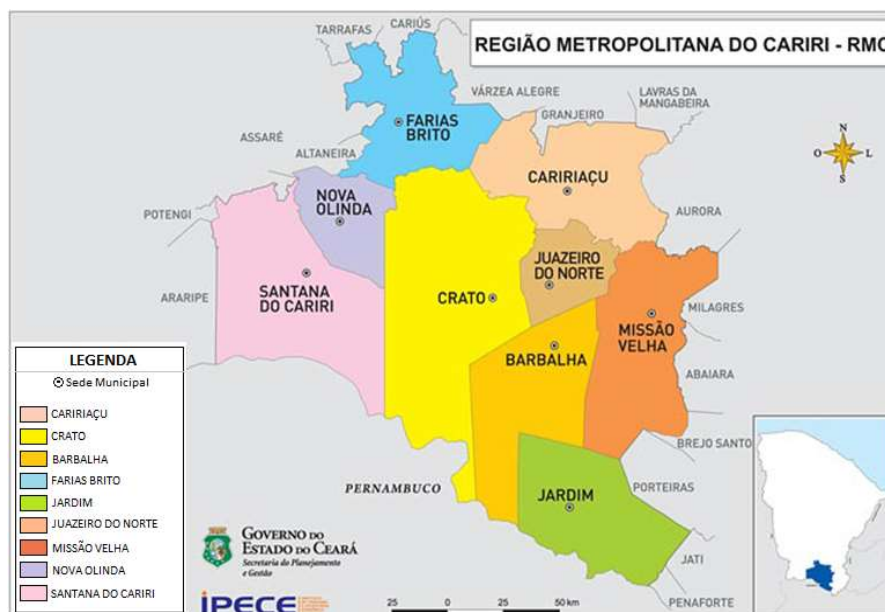 REGIÃO METROPOLITANA DO CARIRI - RMC
TARRAFAS
CARIÚS
VÁRZEA ALEGRE
GRANJEIRO
LAVRAS DA
MANGABEIRA
ASSARÉ
ALTANEIRA
FARIAS
BRITO
N
O
L
S
CARIRIAÇU
POTENGI
NOVA
OLINDA
AURORA
JUAZEIRO
DO NORTE
ARARIPE
SANTANA
DO CARIRI
CRATO
MILAGRES
MISSÃO
VELHA
BARBALHA
ABAIARA
BREJO SANTO
PERNAMBUCO
JARDIM
PORTEIRAS
JATI
PENAFORTE
LEGENDA
Sede Municipal
CARIRIAÇU
CRATO
BARBALHA
FARIAS BRITO
JARDIM
JUAZEIRO DO NORTE
MISSÃO VELHA
NOVA OLINDA
SANTANA DO CARIRI
GOVERNO DO
ESTADO DO CEARÁ
Secretaria do Planejamento
e Gestão
IPECE
25 0 25 50 km